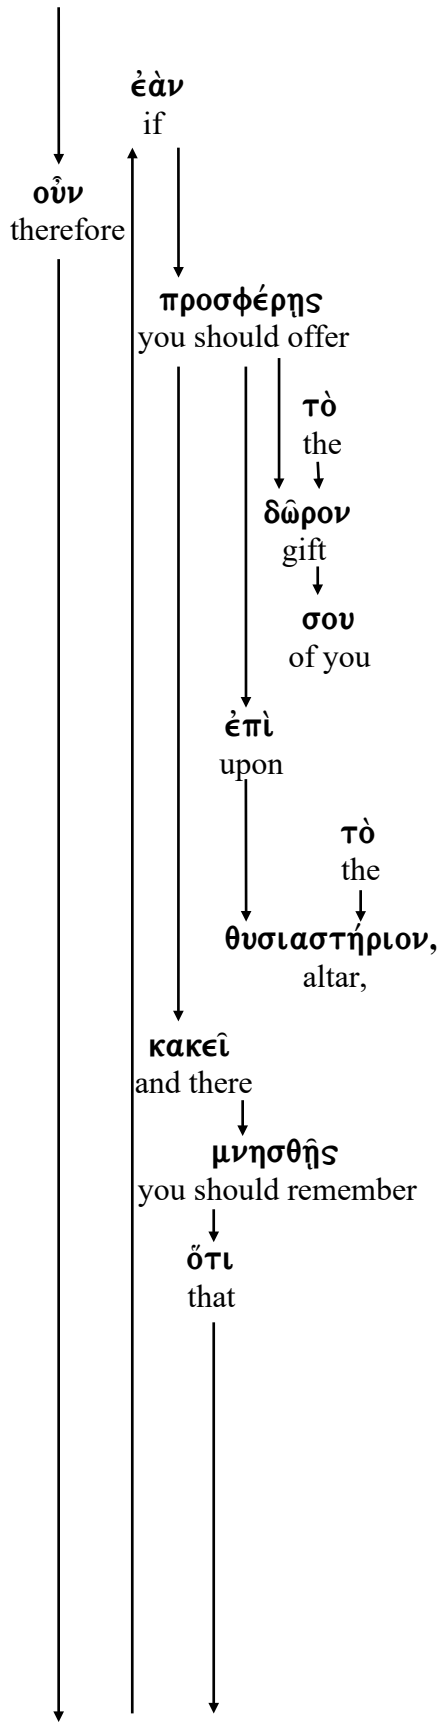 ἐὰν
if
οὖν
therefore
προσφέρῃς
you should offer
τὸ
the
δῶρον
gift
σου
of you
ἐπὶ
upon
τὸ
the
θυσιαστήριον,
altar,
κακεῖ
and there
μνησθῇς
you should remember
ὅτι
that